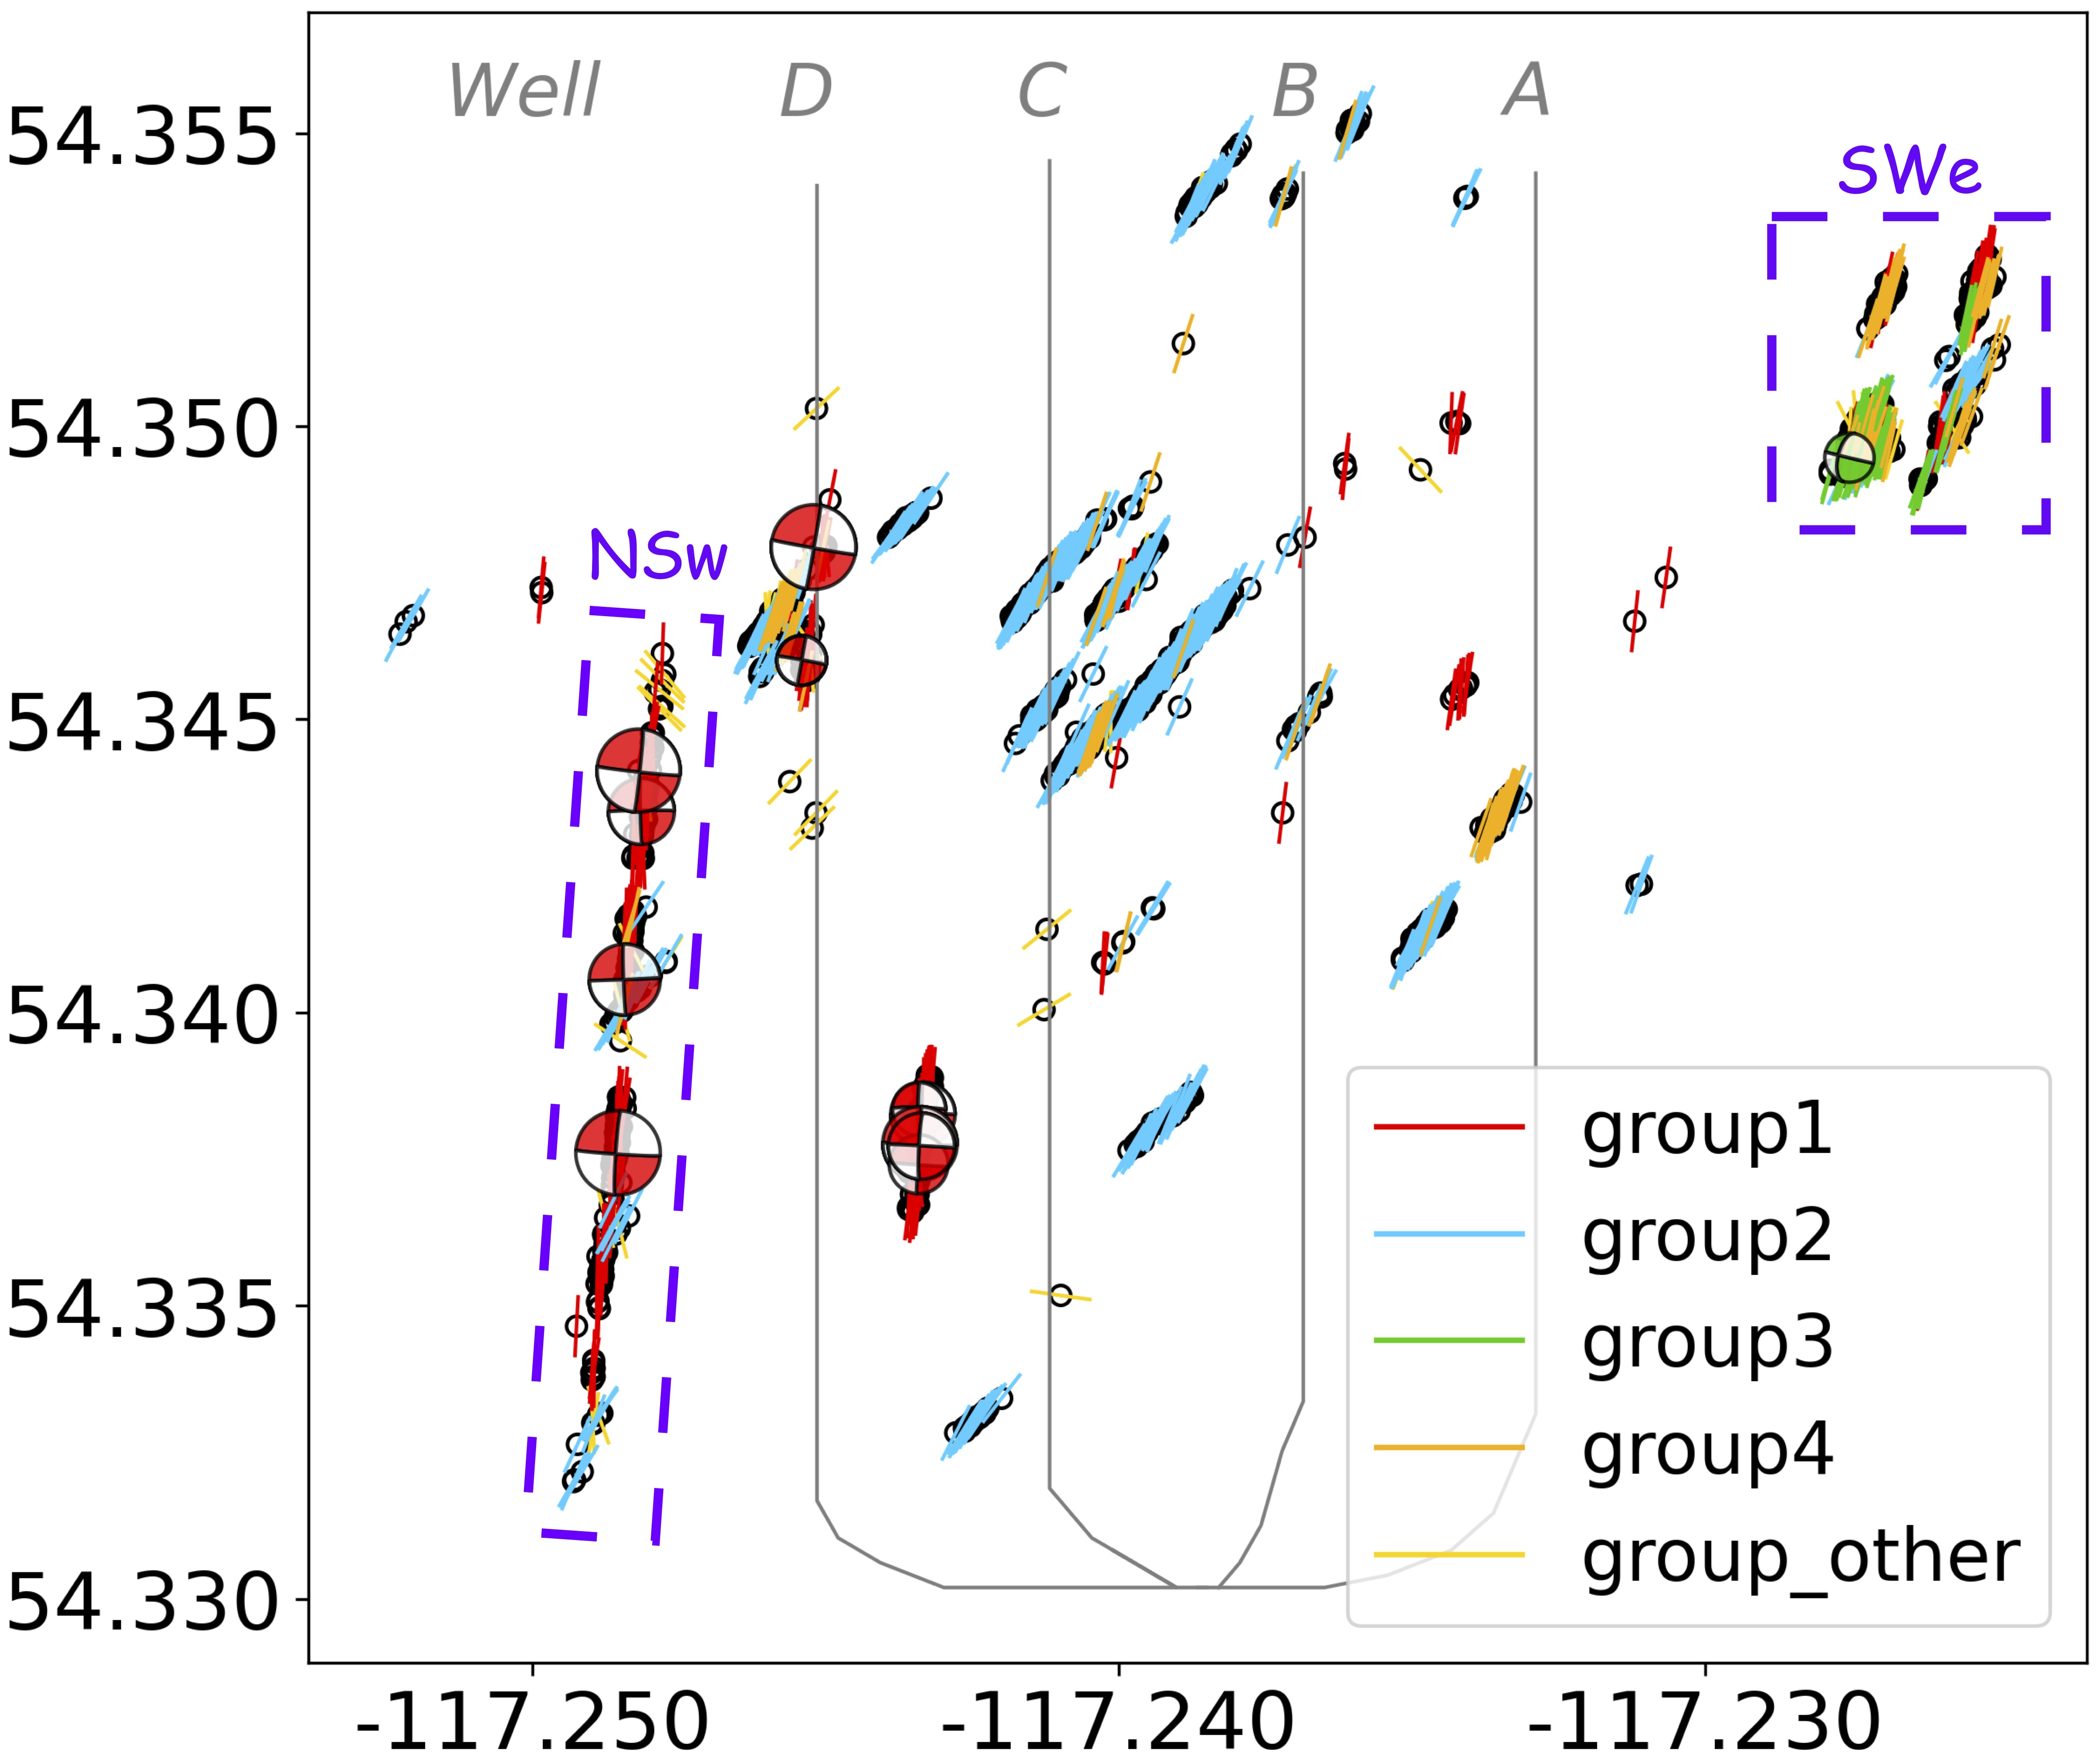 Well D C B A
SWe
NSw
54.355
54.350
54.345
54.340
54.335
54.330
group1
group2
group3
group4
group_other
-117.250 -117.240 -117.230